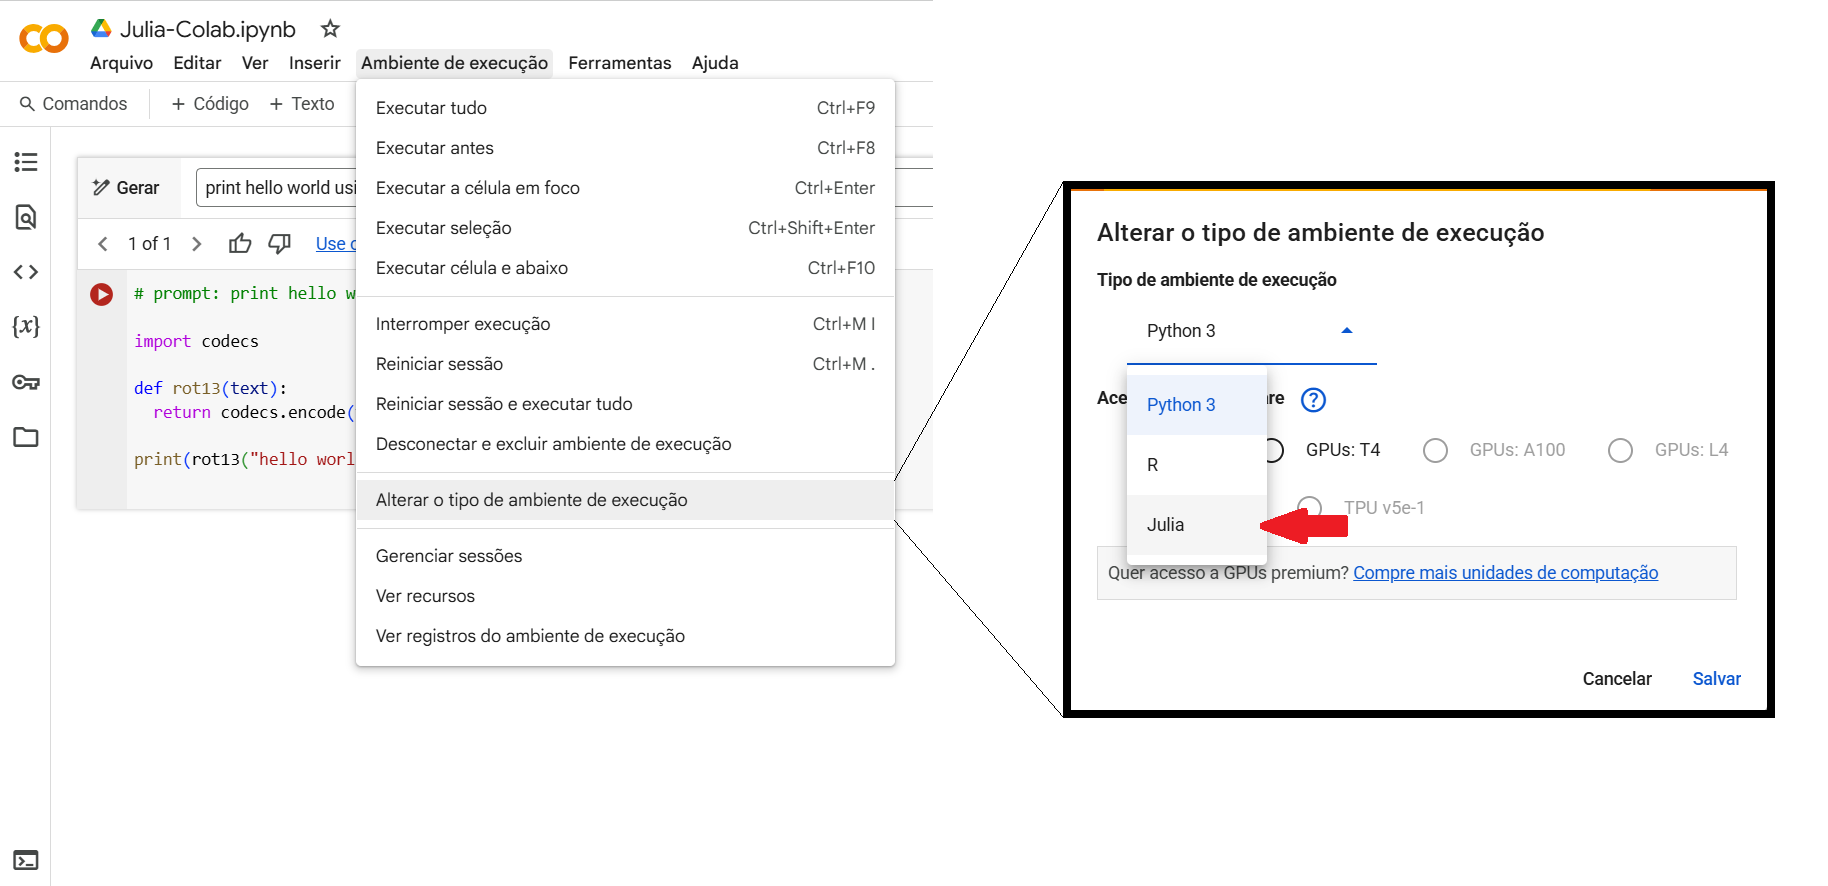 Julia-Colab.ipynb
Arquivo Editar Ver Inserir Ambiente de execução Ferramentas Ajuda
Comandos + Código + Texto
Executar tudo Ctrl+F9
Executar antes Ctrl+F8
Executar a célula em foco Ctrl+Enter
Executar seleção Ctrl+Shift+Enter
Executar célula e abaixo Ctrl+F10
Interromper execução Ctrl+M I
Reiniciar sessão Ctrl+M .
Reiniciar sessão e executar tudo
Desconectar e excluir ambiente de execução
Alterar o tipo de ambiente de execução
Gerenciar sessões
Ver recursos
Ver registros do ambiente de execução
Gerar print hello world usi
1 of 1 Use c
# prompt: print hello w
import codecs
def rot13(text):
return codecs.encode(
print(rot13("hello worl
Alterar o tipo de ambiente de execução
Tipo de ambiente de execução
Python 3
Python 3
R
Julia
Ace re ?
GPUs: T4 GPUs: A100 GPUs: L4
TPU v5e-1
Quer acesso a GPUs premium? Compre mais unidades de computação
Cancelar Salvar